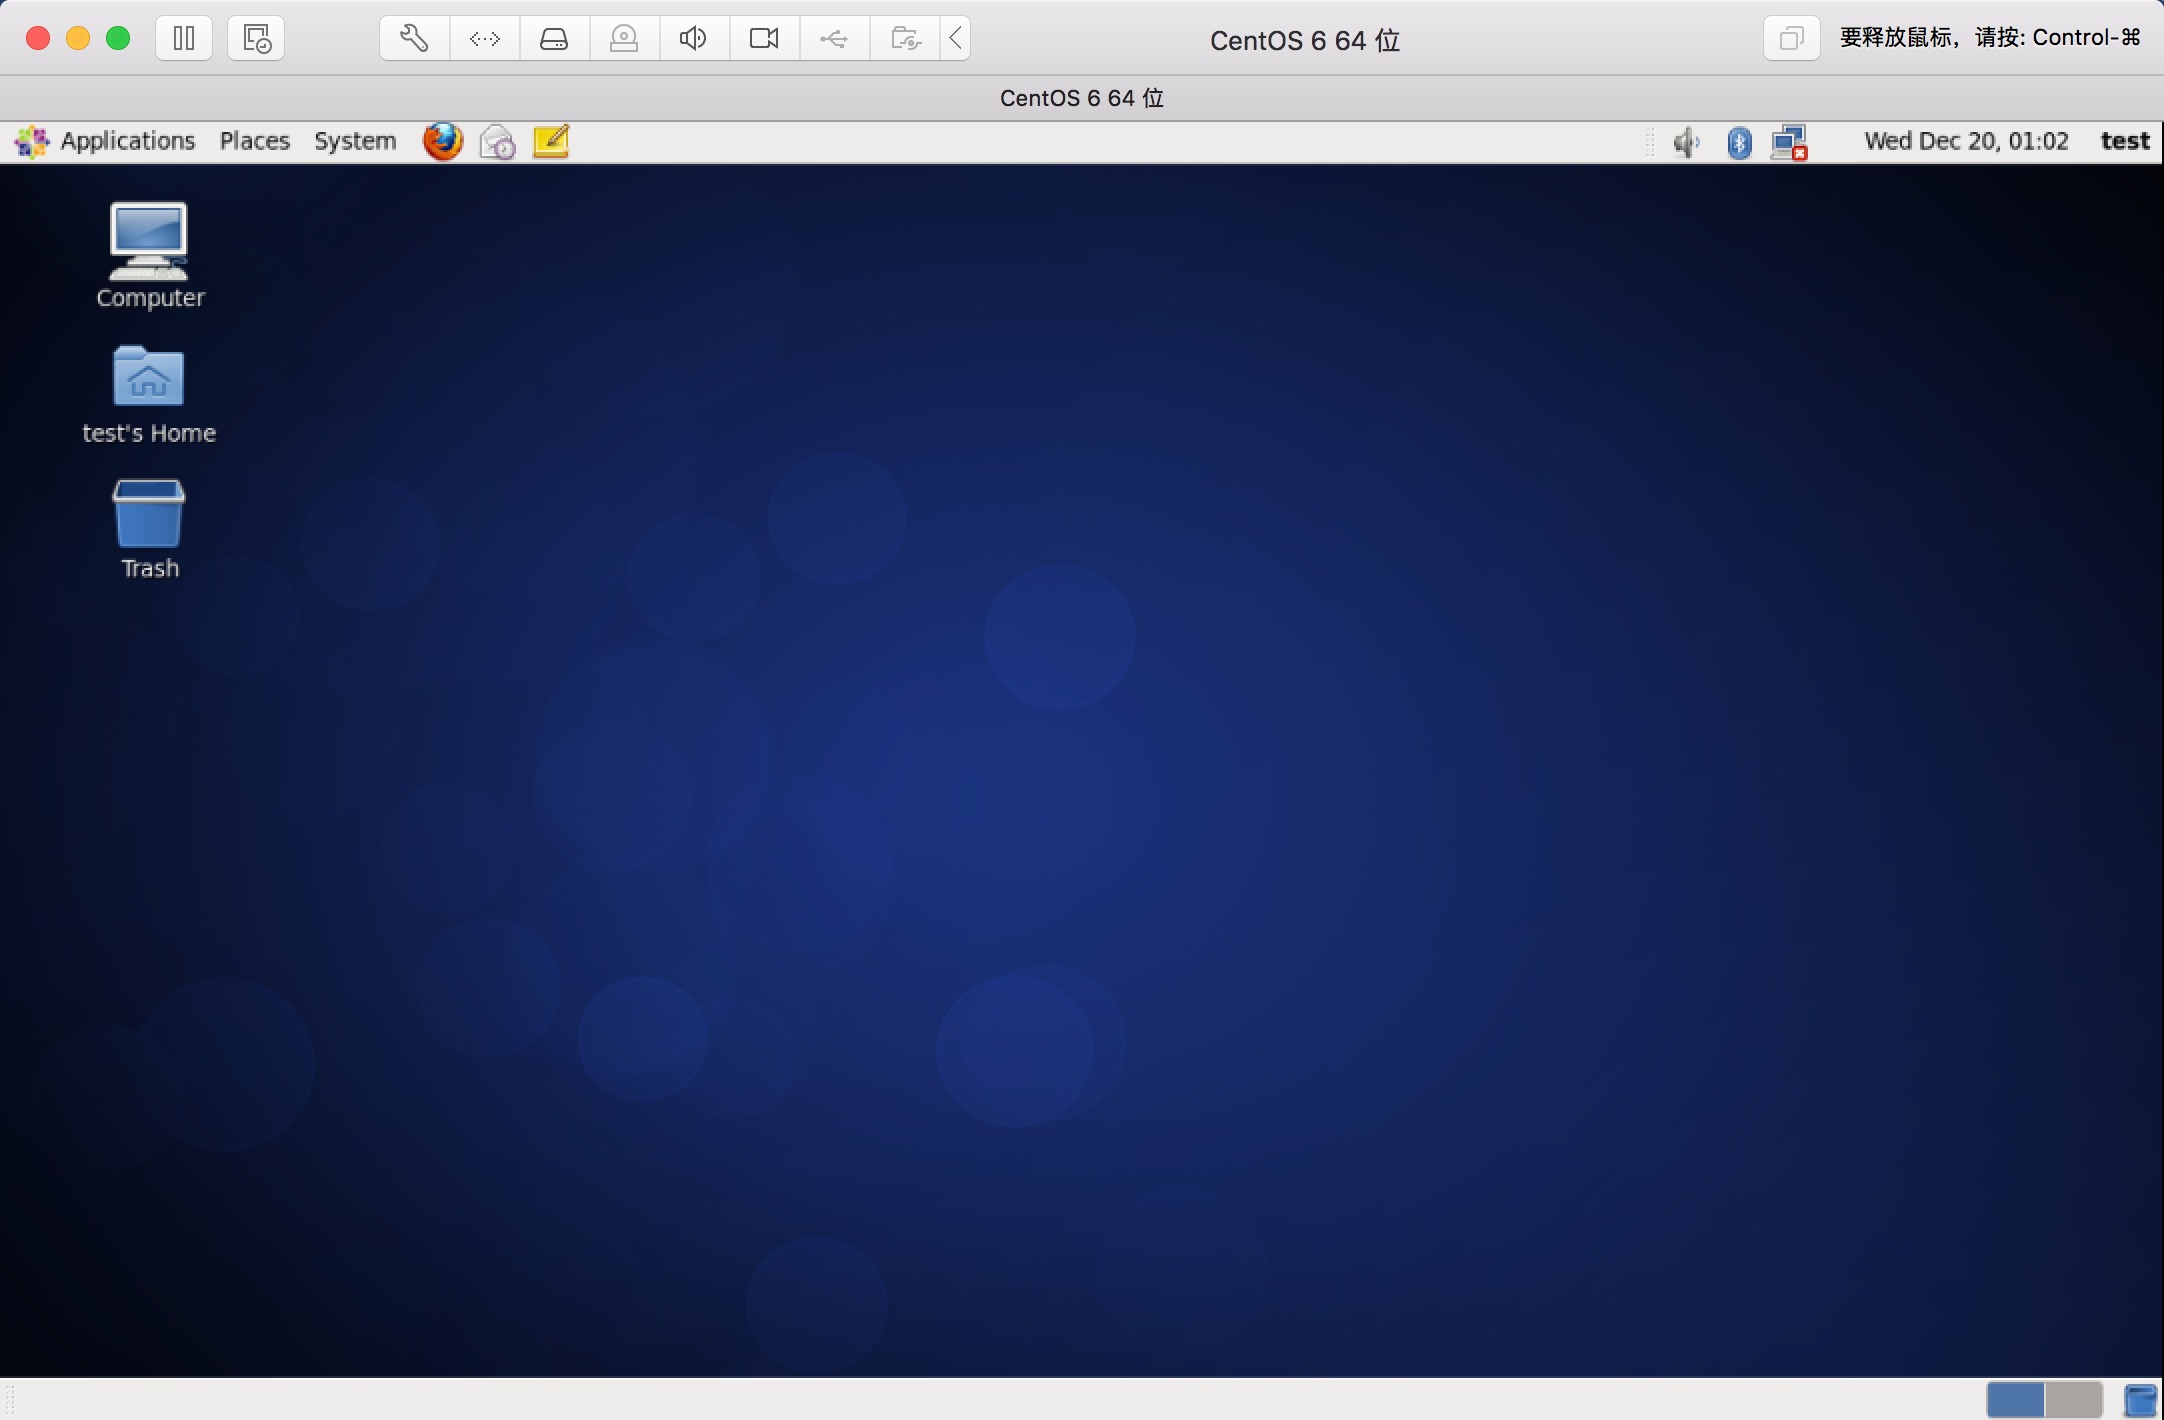 CentOS 6 64 位
要释放鼠标，请按: Control-⌘
CentOS 6 64 位
Applications Places System
Wed Dec 20, 01:02 test
Computer
test's Home
Trash